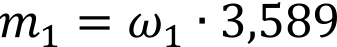 m₁ = ω₁ · 3,589